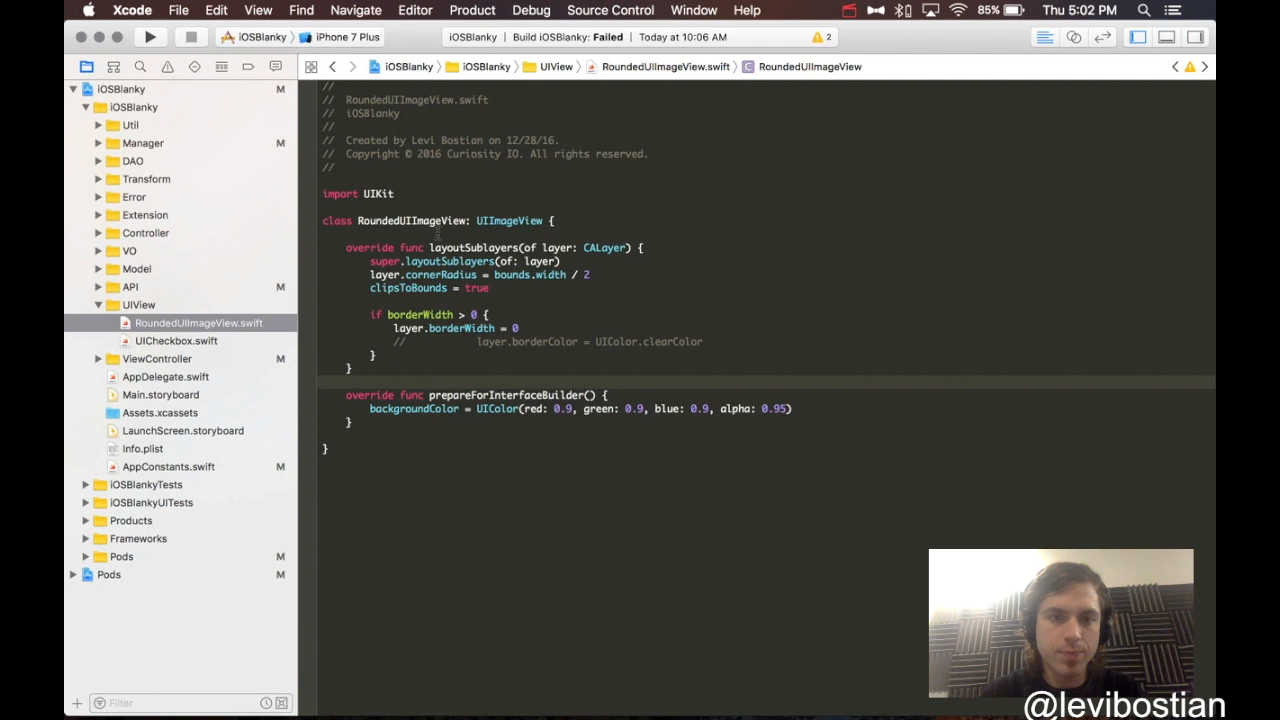 Xcode File Edit View Find Navigate Editor Product Debug Source Control Window Help 85% Thu 5:02 PM
iOSBlanky iPhone 7 Plus iOSBlanky | Build iOSBlanky: Failed | Today at 10:06 AM 2
iOSBlanky iOSBlanky UIView RoundedUIImageView.swift C RoundedUIImageView
iOSBlanky M
iOSBlanky
Util
Manager M
DAO
Transform
Error
Extension
Controller
VO
Model
API M
UIView
RoundedUIImageView.swift
UICheckbox.swift
ViewController
AppDelegate.swift
Main.storyboard
Assets.xcassets
LaunchScreen.storyboard
Info.plist
AppConstants.swift M
iOSBlankyTests
iOSBlankyUITests
Products
Frameworks
Pods M
Pods M
Filter
//
// RoundedUIImageView.swift
// iOSBlanky
//
// Created by Levi Bostian on 12/28/16.
// Copyright © 2016 Curiosity IO. All rights reserved.
//
import UIKit
class RoundedUIImageView: UIImageView {
override func layoutSublayers(of layer: CALayer) {
super.layoutSublayers(of: layer)
layer.cornerRadius = bounds.width / 2
clipsToBounds = true
if borderWidth > 0 {
layer.borderWidth = 0
// layer.borderColor = UIColor.clearColor
}
}
override func prepareForInterfaceBuilder() {
backgroundColor = UIColor(red: 0.9, green: 0.9, blue: 0.9, alpha: 0.95)
}
}
@levibostian